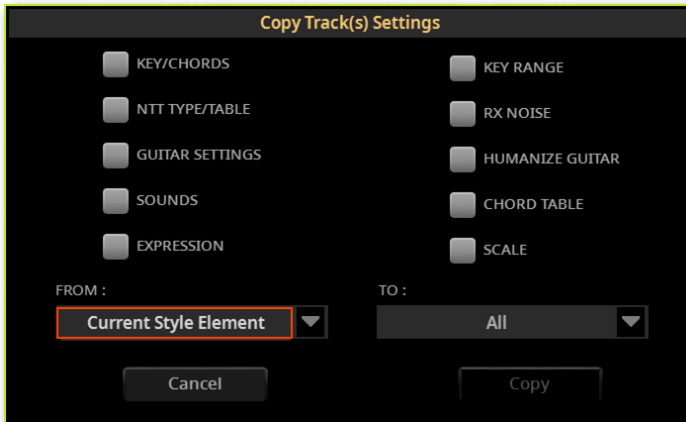 Copy Track(s) Settings
KEY/CHORDS
KEY RANGE
NTT TYPE/TABLE
RX NOISE
GUITAR SETTINGS
HUMANIZE GUITAR
SOUNDS
CHORD TABLE
EXPRESSION
SCALE
FROM :
TO :
Current Style Element
All
Cancel
Copy